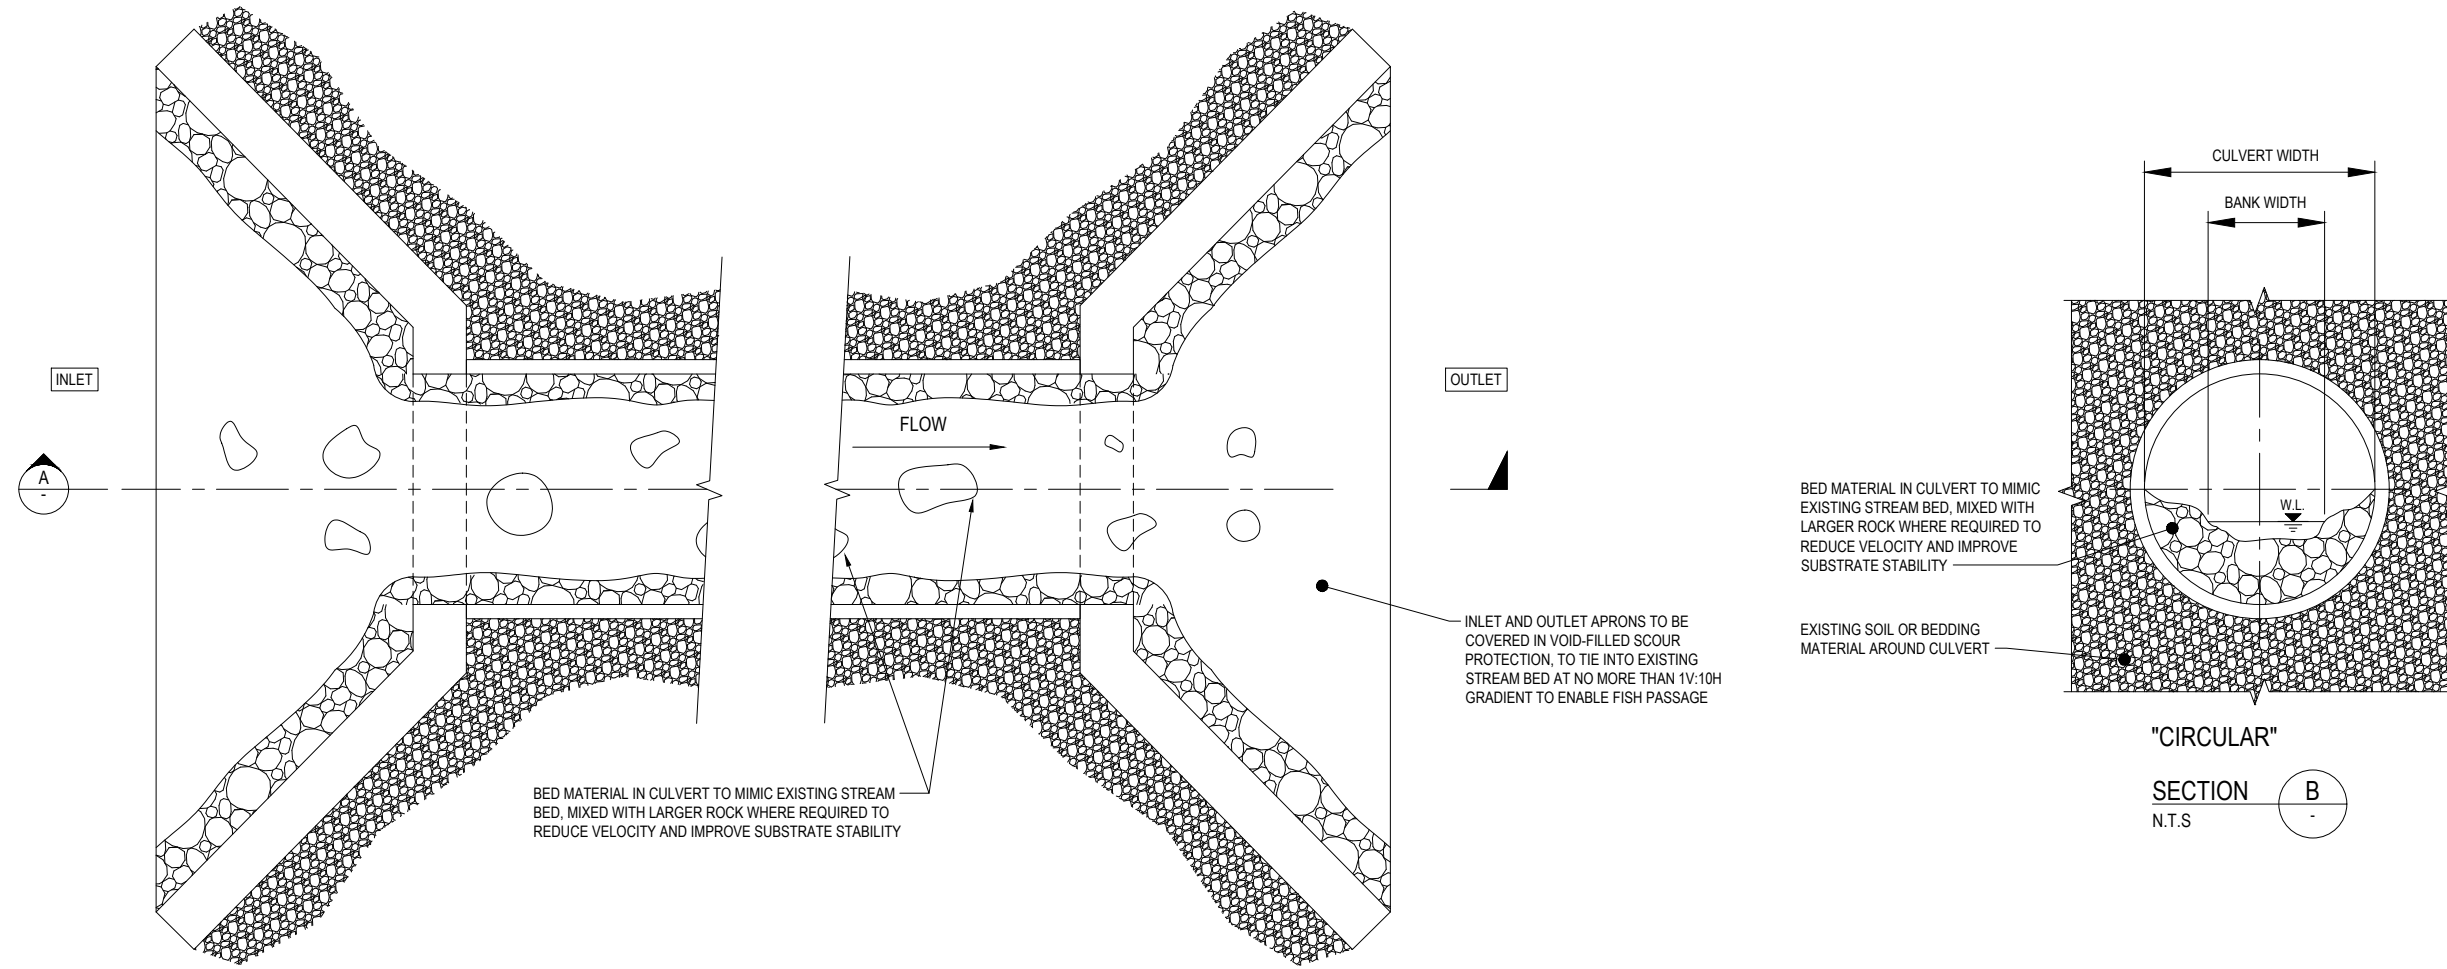 INLET
A
-
FLOW
OUTLET
BED MATERIAL IN CULVERT TO MIMIC EXISTING STREAM
BED, MIXED WITH LARGER ROCK WHERE REQUIRED TO
REDUCE VELOCITY AND IMPROVE SUBSTRATE STABILITY
INLET AND OUTLET APRONS TO BE
COVERED IN VOID-FILLED SCOUR
PROTECTION, TO TIE INTO EXISTING
STREAM BED AT NO MORE THAN 1V:10H
GRADIENT TO ENABLE FISH PASSAGE
CULVERT WIDTH
BANK WIDTH
W.L.
BED MATERIAL IN CULVERT TO MIMIC
EXISTING STREAM BED, MIXED WITH
LARGER ROCK WHERE REQUIRED TO
REDUCE VELOCITY AND IMPROVE
SUBSTRATE STABILITY
EXISTING SOIL OR BEDDING
MATERIAL AROUND CULVERT
"CIRCULAR"
SECTION B
N.T.S -